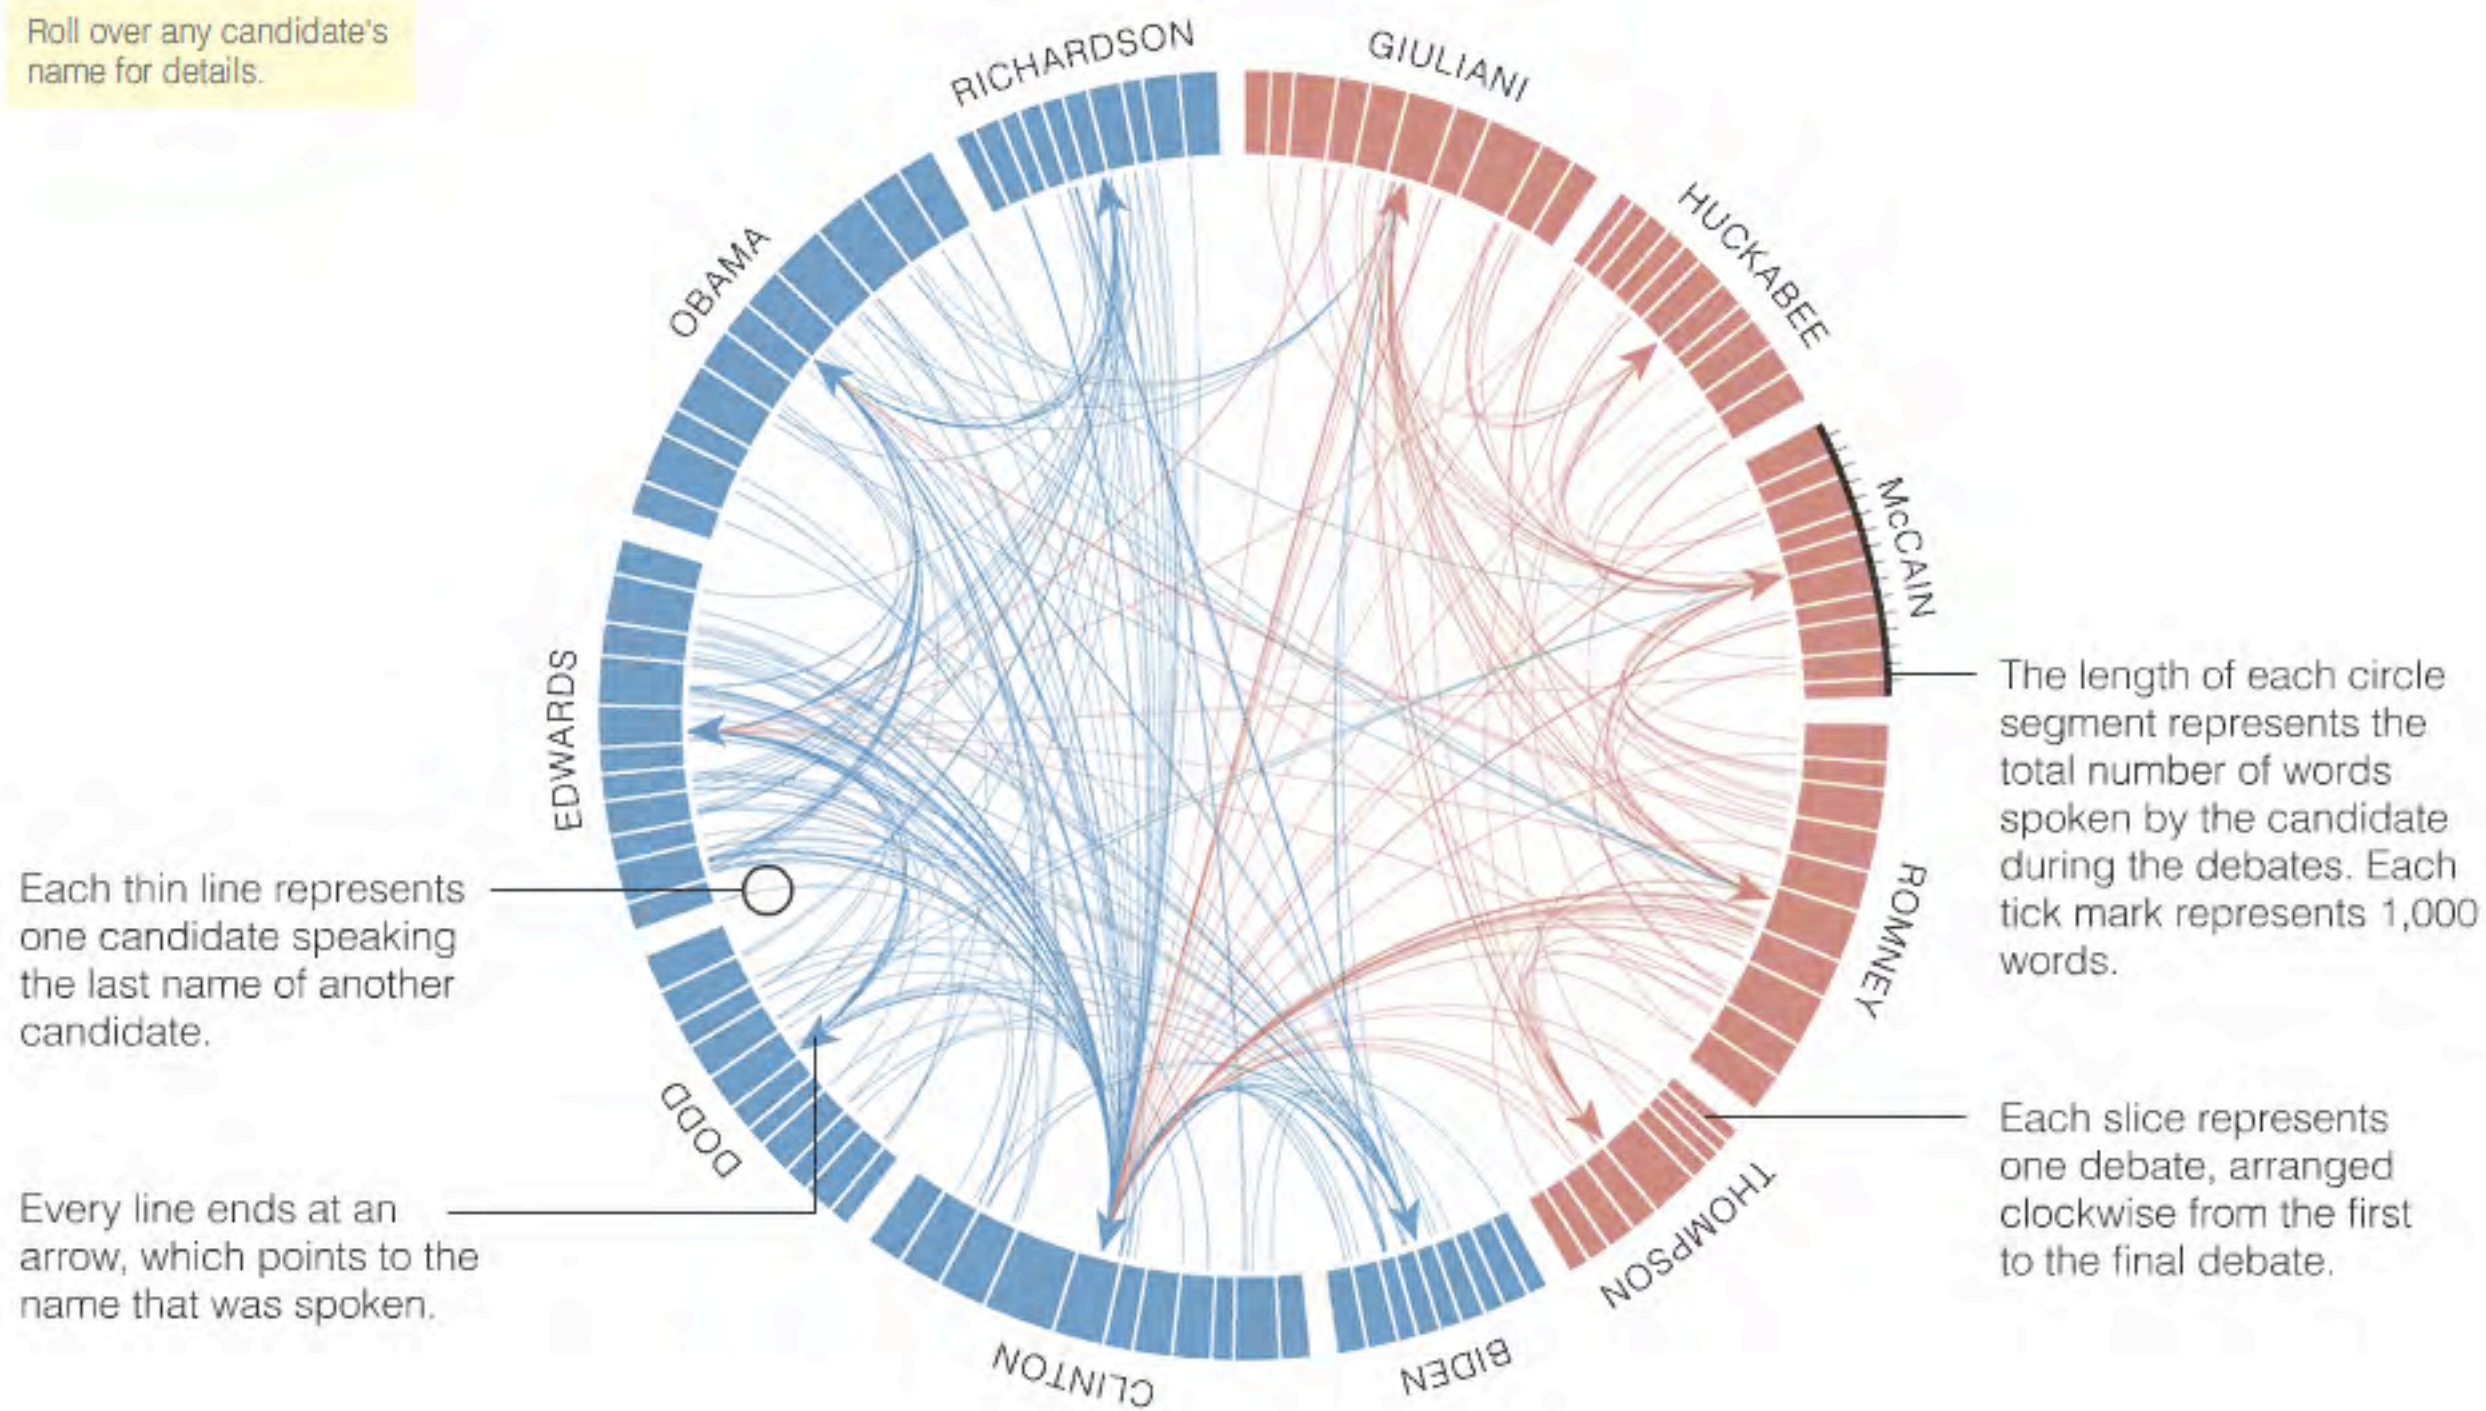 Roll over any candidate's
name for details.
RICHARDSON
GIULIANI
HUCKABEE
OBAMA
McCAIN
EDWARDS
The length of each circle
segment represents the
total number of words
spoken by the candidate
during the debates. Each
tick mark represents 1,000
words.
Each thin line represents
one candidate speaking
the last name of another
candidate.
ROMNEY
DODD
Each slice represents
one debate, arranged
clockwise from the first
to the final debate.
Every line ends at an
arrow, which points to the
name that was spoken.
THOMPSON
CLINTON
BIDEN